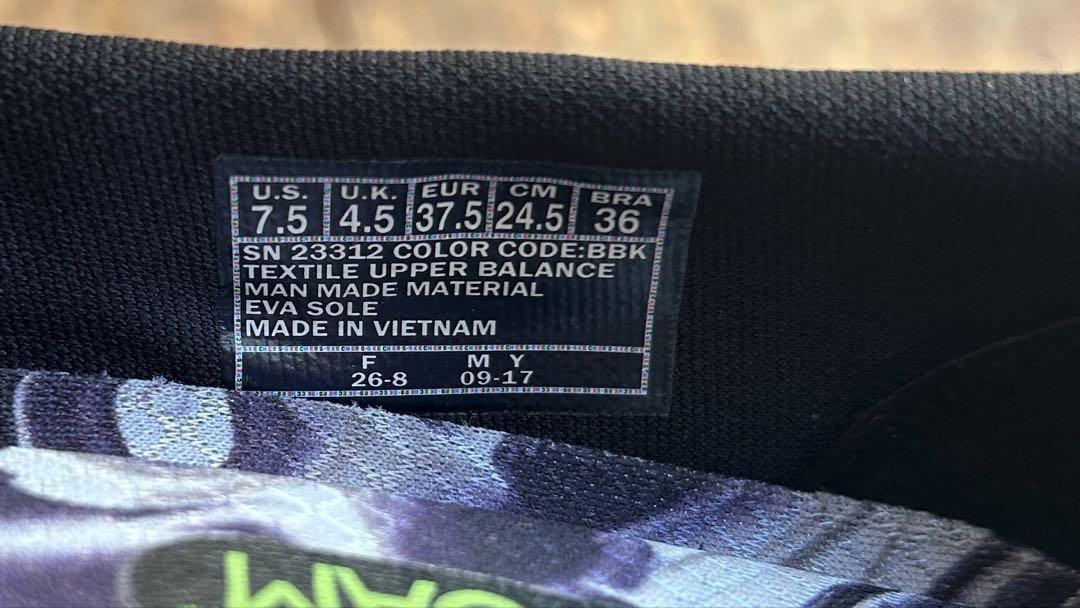 U.S. U.K. EUR CM BRA
7.5 4.5 37.5 24.5 36
SN 23312 COLOR CODE:BBK
TEXTILE UPPER BALANCE
MAN MADE MATERIAL
EVA SOLE
MADE IN VIETNAM
F M Y
26-8 09-17